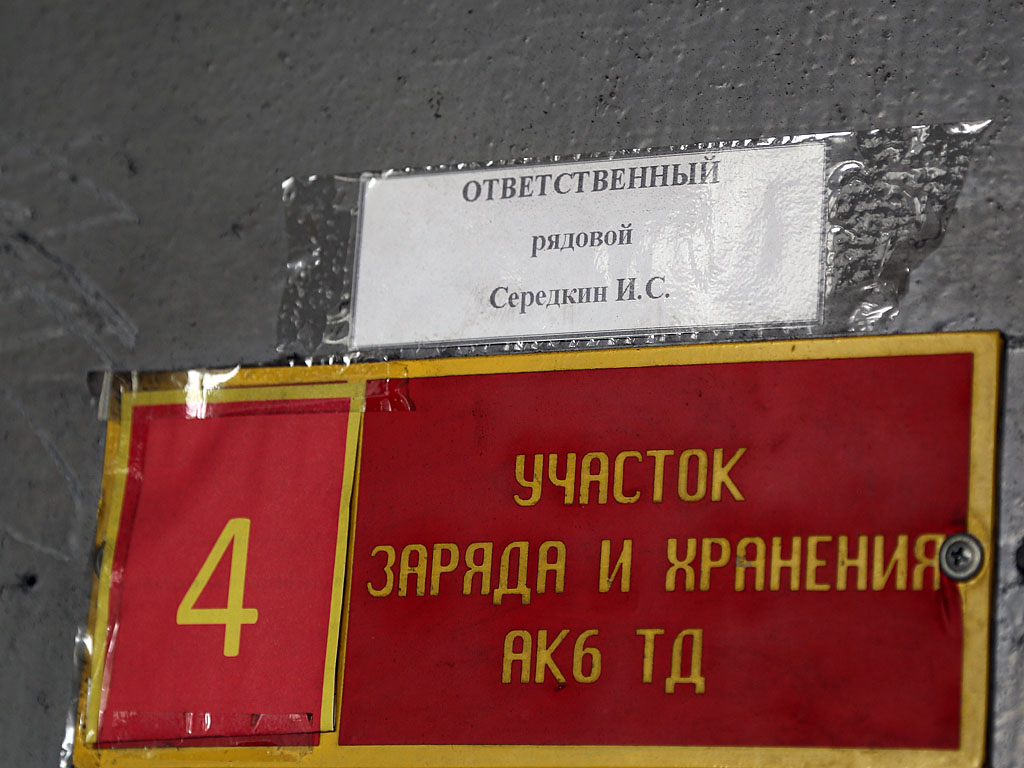 ОТВЕТСТВЕННЫЙ
рядовой
Середкин И.С.
4
УЧАСТОК
ЗАРЯДА И ХРАНЕНИЯ
АКБ ТД